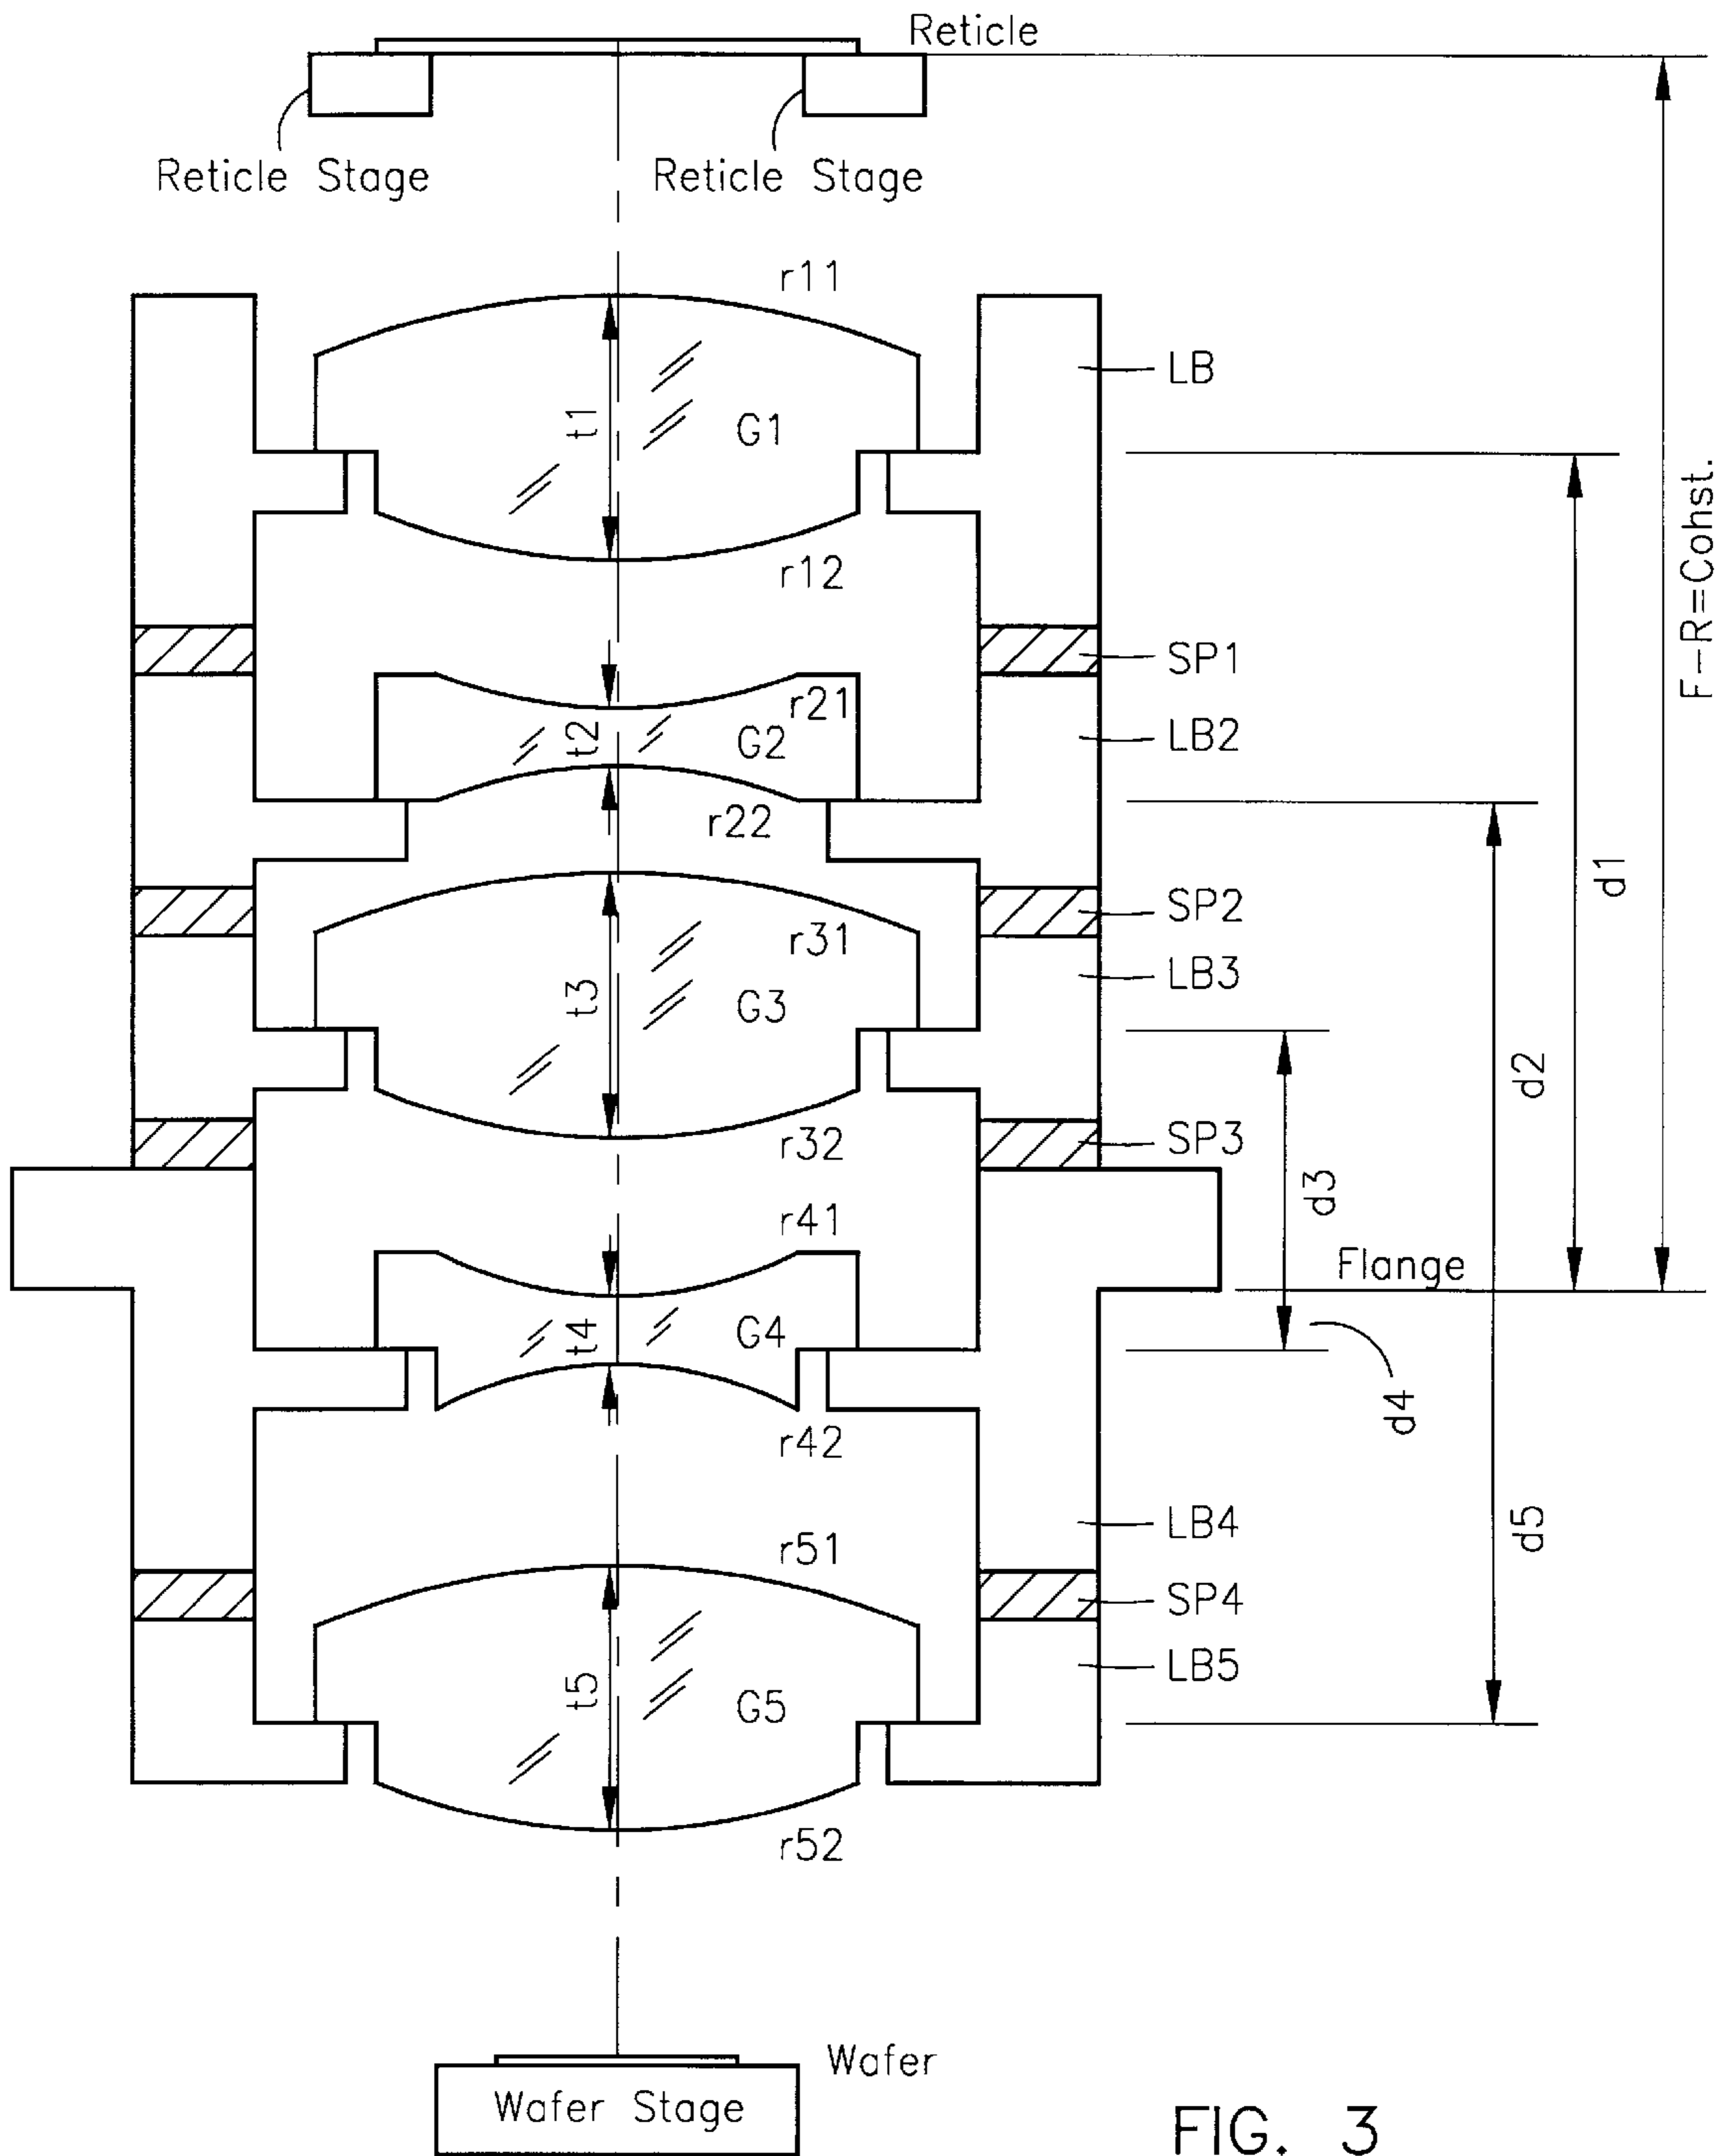 Reticle
Reticle Stage
Reticle Stage
r11
LB
t1
G1
F-R=Cohst.
r12
SP1
r21
t2
G2
LB2
r22
d1
SP2
r31
LB3
t3
G3
d2
r32
SP3
d3
r41
Flange
t4
G4
d4
r42
LB4
d5
r51
SP4
LB5
t5
G5
r52
Wafer
Wafer Stage
FIG. 3